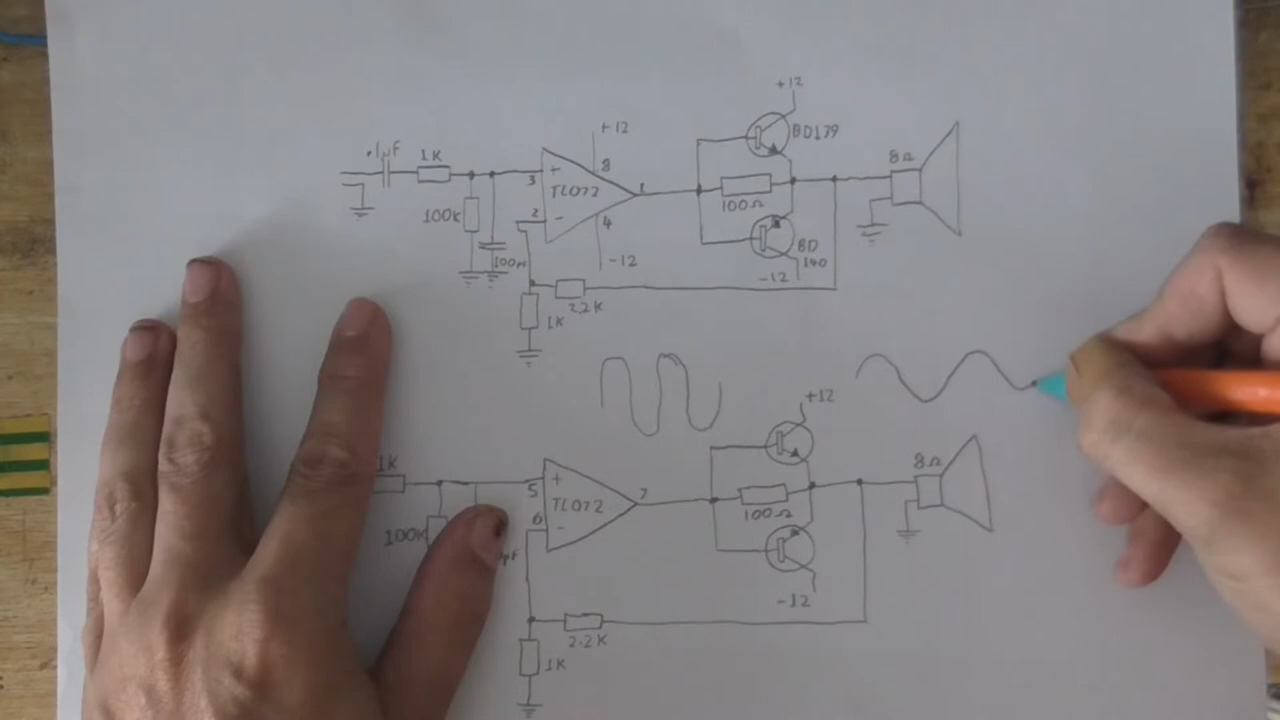 +12
BD179
.1µF
1K
+12
8Ω
3
+
8
TL072
1
100K
100Ω
2
-
4
BD
140
-12
-12
2.2K
1K
+12
1K
8Ω
5
+
TL072
7
100Ω
6
-
100K
pF
-12
2.2K
1K